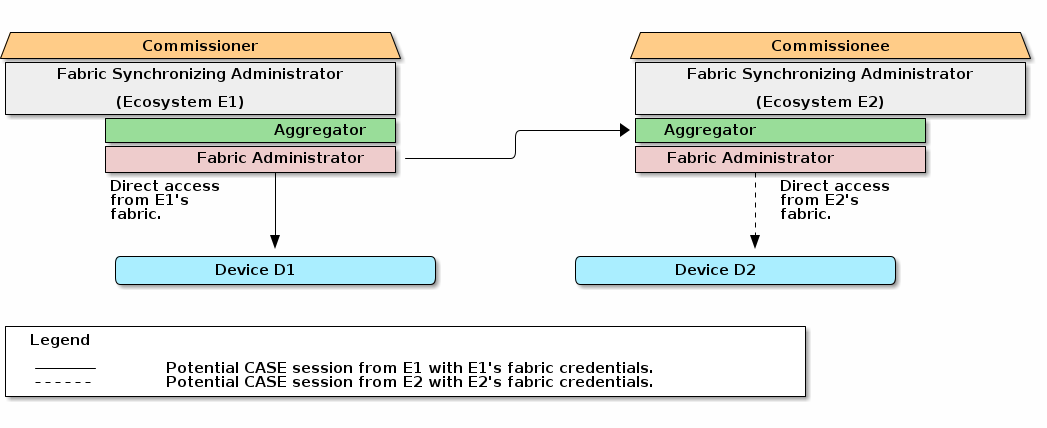 Commissioner
Commissionee
Fabric Synchronizing Administrator
(Ecosystem E1)
Fabric Synchronizing Administrator
(Ecosystem E2)
Aggregator
Aggregator
Fabric Administrator
Fabric Administrator
Direct access
from E1's
fabric.
Direct access
from E2's
fabric.
Device D1
Device D2
Legend
Potential CASE session from E1 with E1's fabric credentials.
Potential CASE session from E2 with E2's fabric credentials.